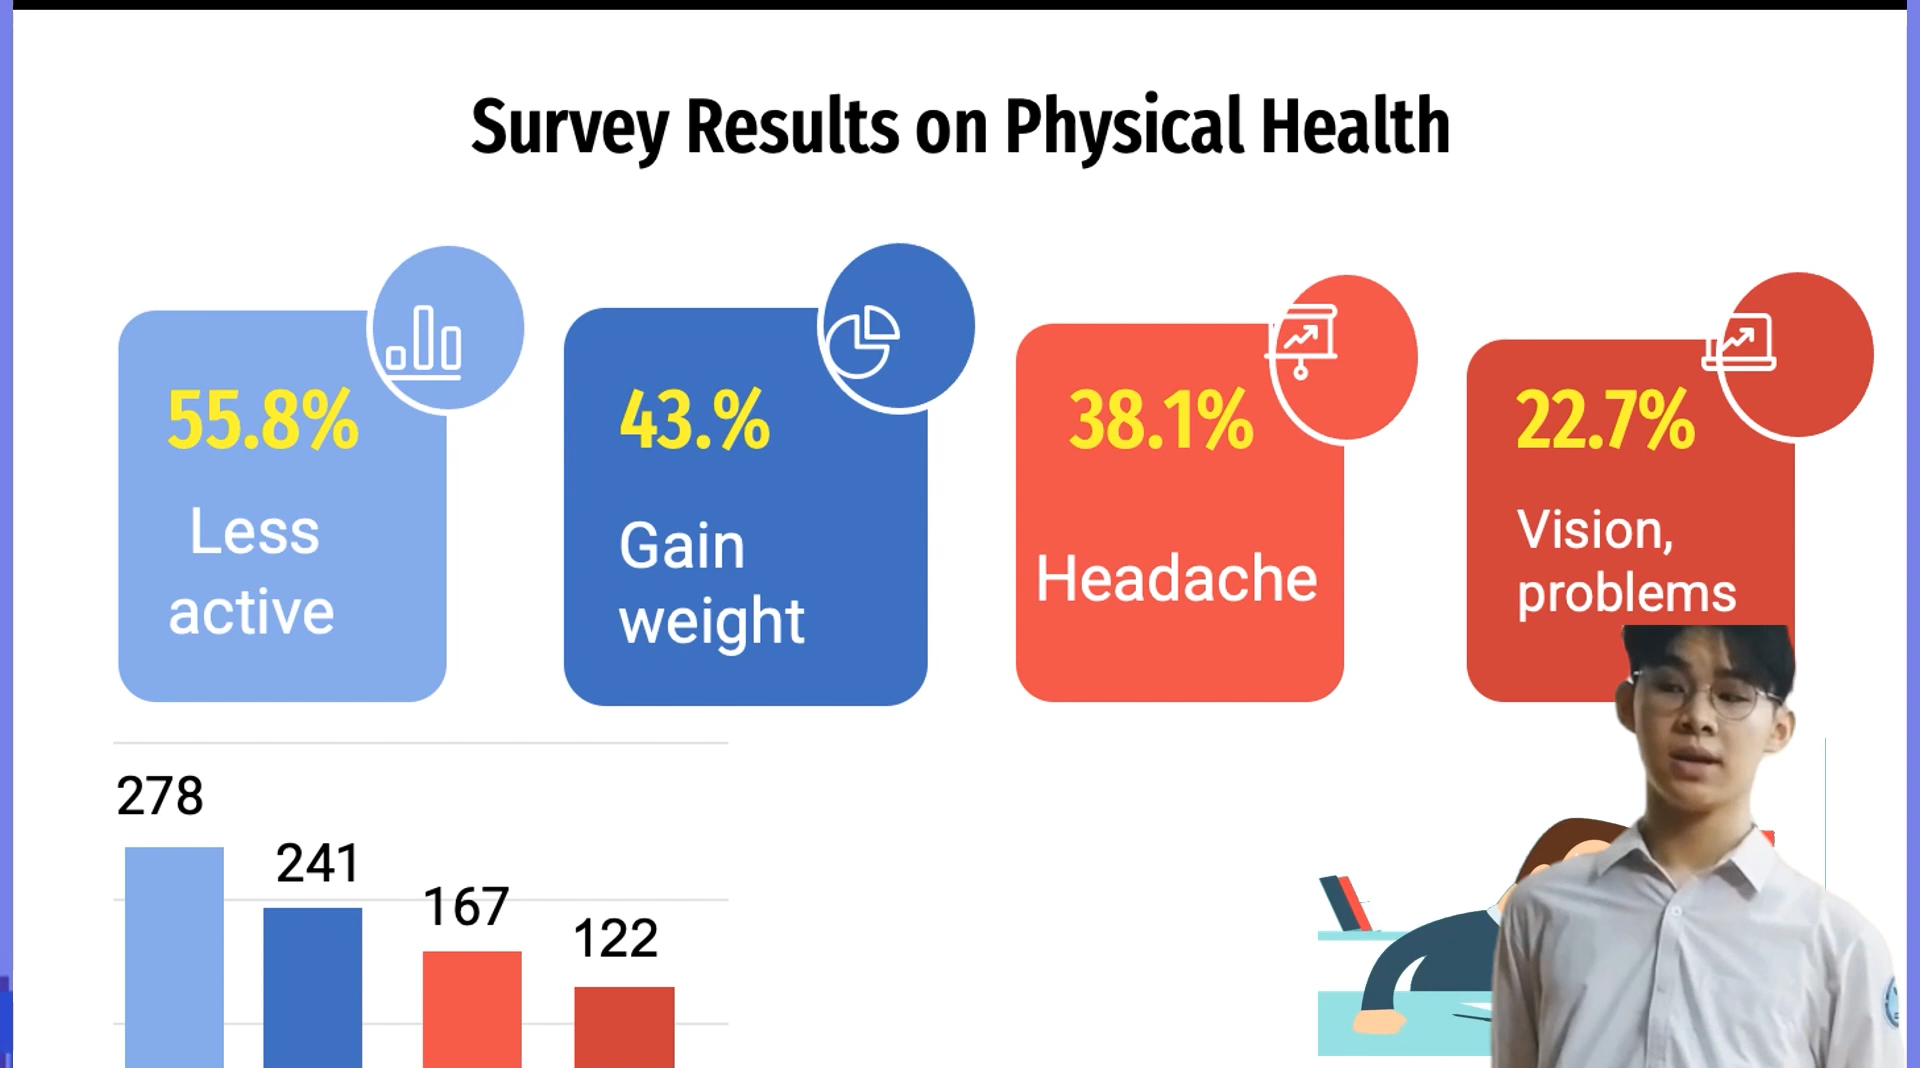 Survey Results on Physical Health
55.8%
Less
active
43.%
Gain
weight
38.1%
Headache
22.7%
Vision,
problems
278
241
167
122